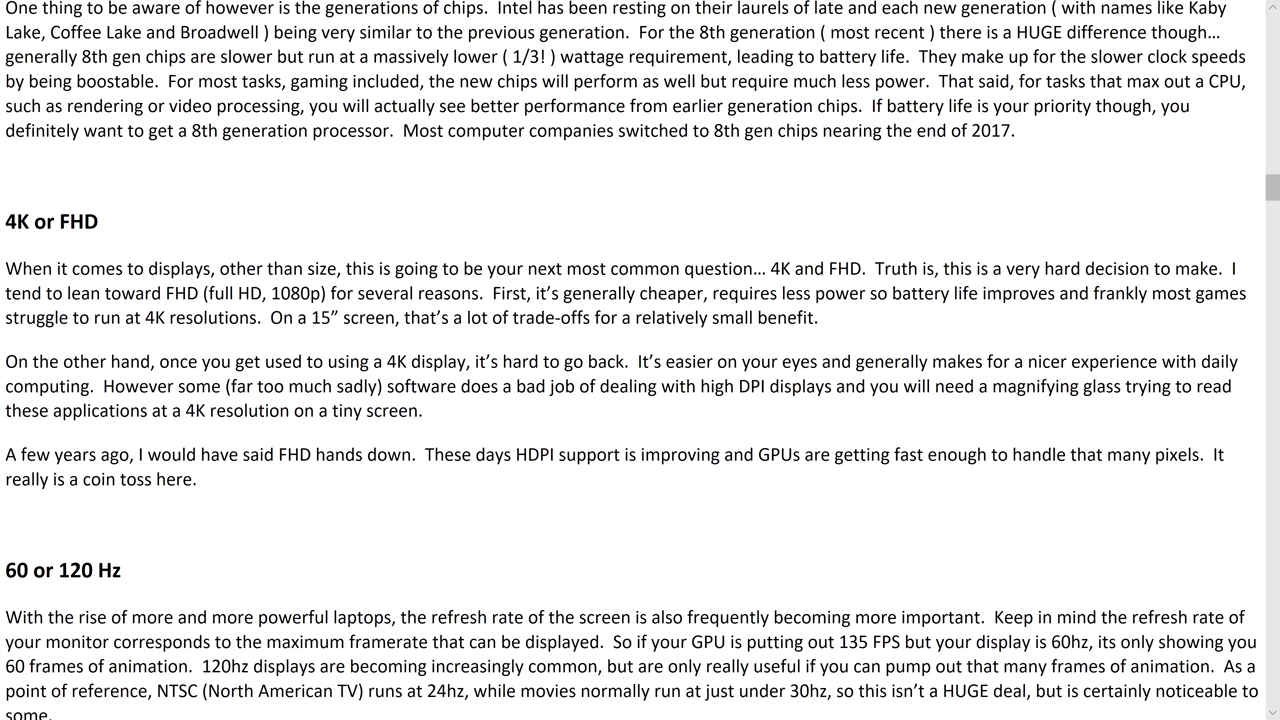 One thing to be aware of however is the generations of chips.  Intel has been resting on their laurels of late and each new generation ( with names like Kaby
Lake, Coffee Lake and Broadwell ) being very similar to the previous generation.  For the 8th generation ( most recent ) there is a HUGE difference though…
generally 8th gen chips are slower but run at a massively lower ( 1/3! ) wattage requirement, leading to battery life.  They make up for the slower clock speeds
by being boostable.  For most tasks, gaming included, the new chips will perform as well but require much less power.  That said, for tasks that max out a CPU,
such as rendering or video processing, you will actually see better performance from earlier generation chips.  If battery life is your priority though, you
definitely want to get a 8th generation processor.  Most computer companies switched to 8th gen chips nearing the end of 2017.
4K or FHD
When it comes to displays, other than size, this is going to be your next most common question… 4K and FHD.  Truth is, this is a very hard decision to make.  I
tend to lean toward FHD (full HD, 1080p) for several reasons.  First, it’s generally cheaper, requires less power so battery life improves and frankly most games
struggle to run at 4K resolutions.  On a 15” screen, that’s a lot of trade-offs for a relatively small benefit.
On the other hand, once you get used to using a 4K display, it’s hard to go back.  It’s easier on your eyes and generally makes for a nicer experience with daily
computing.  However some (far too much sadly) software does a bad job of dealing with high DPI displays and you will need a magnifying glass trying to read
these applications at a 4K resolution on a tiny screen.
A few years ago, I would have said FHD hands down.  These days HDPI support is improving and GPUs are getting fast enough to handle that many pixels.  It
really is a coin toss here.
60 or 120 Hz
With the rise of more and more powerful laptops, the refresh rate of the screen is also frequently becoming more important.  Keep in mind the refresh rate of
your monitor corresponds to the maximum framerate that can be displayed.  So if your GPU is putting out 135 FPS but your display is 60hz, its only showing you
60 frames of animation.  120hz displays are becoming increasingly common, but are only really useful if you can pump out that many frames of animation.  As a
point of reference, NTSC (North American TV) runs at 24hz, while movies normally run at just under 30hz, so this isn’t a HUGE deal, but is certainly noticeable to
some.